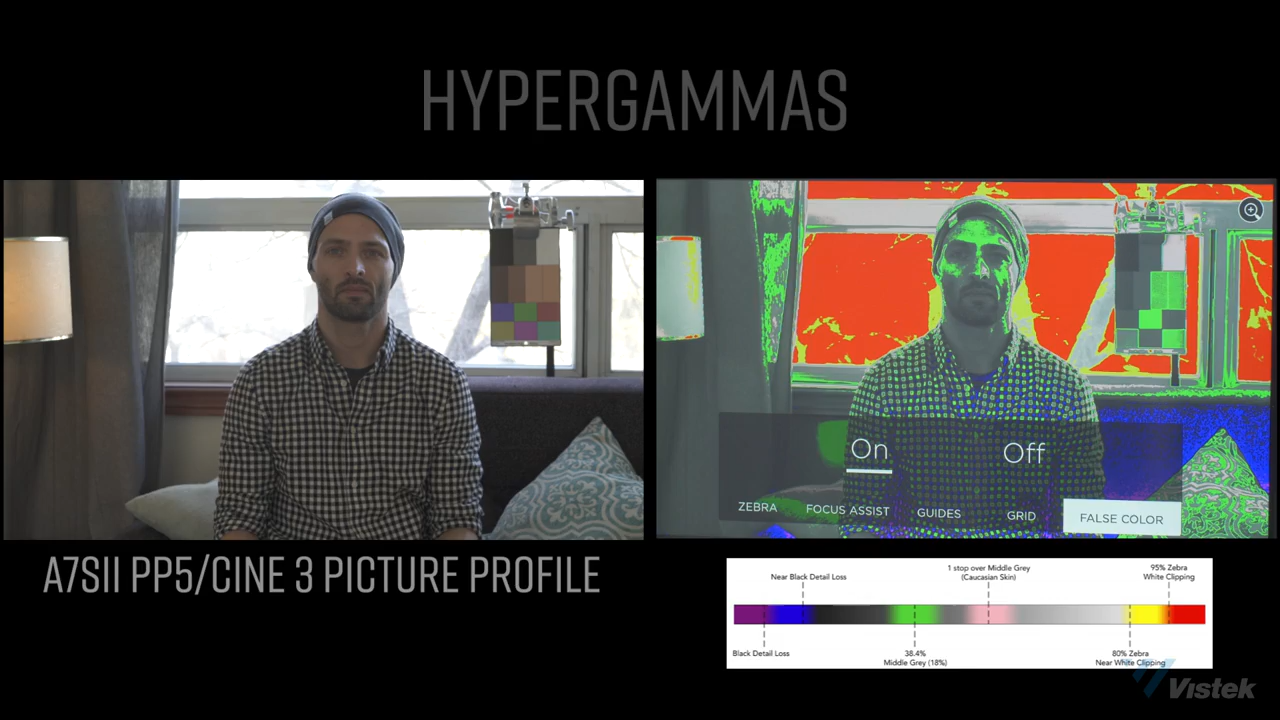 HYPERGAMMAS
On
Off
ZEBRA
FOCUS ASSIST
GUIDES
GRID
FALSE COLOR
A7SII PP5/CINE 3 PICTURE PROFILE
Near Black Detail Loss
1 stop over Middle Grey
(Caucasian Skin)
95% Zebra
White Clipping
Black Detail Loss
38.4%
Middle Grey (18%)
80% Zebra
Near White Clipping
Vistek